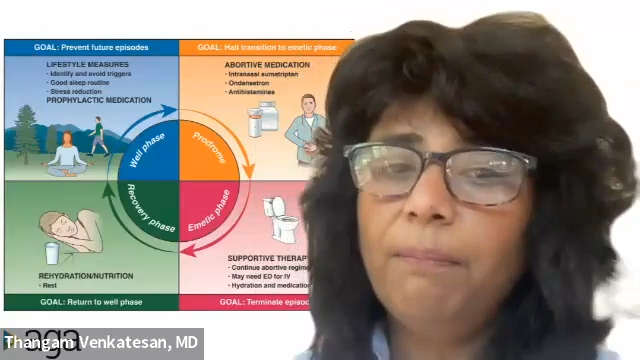 GOAL: Prevent future episodes
GOAL: Halt transition to emetic phase
LIFESTYLE MEASURES
• Identify and avoid triggers
• Good sleep routine
• Stress reduction
PROPHYLACTIC MEDICATION
ABORTIVE MEDICATION
• Intranasal sumatriptan
• Ondansetron
• Antihistamines
Well phase
Prodrome
Recovery phase
Emetic phase
REHYDRATION/NUTRITION
• Rest
SUPPORTIVE THERAP
• Continue abortive regime
• May need ED for IV
• Hydration and medicatio
GOAL: Return to well phase
GOAL: Terminate episod
aga
Thangam Venkatesan, MD